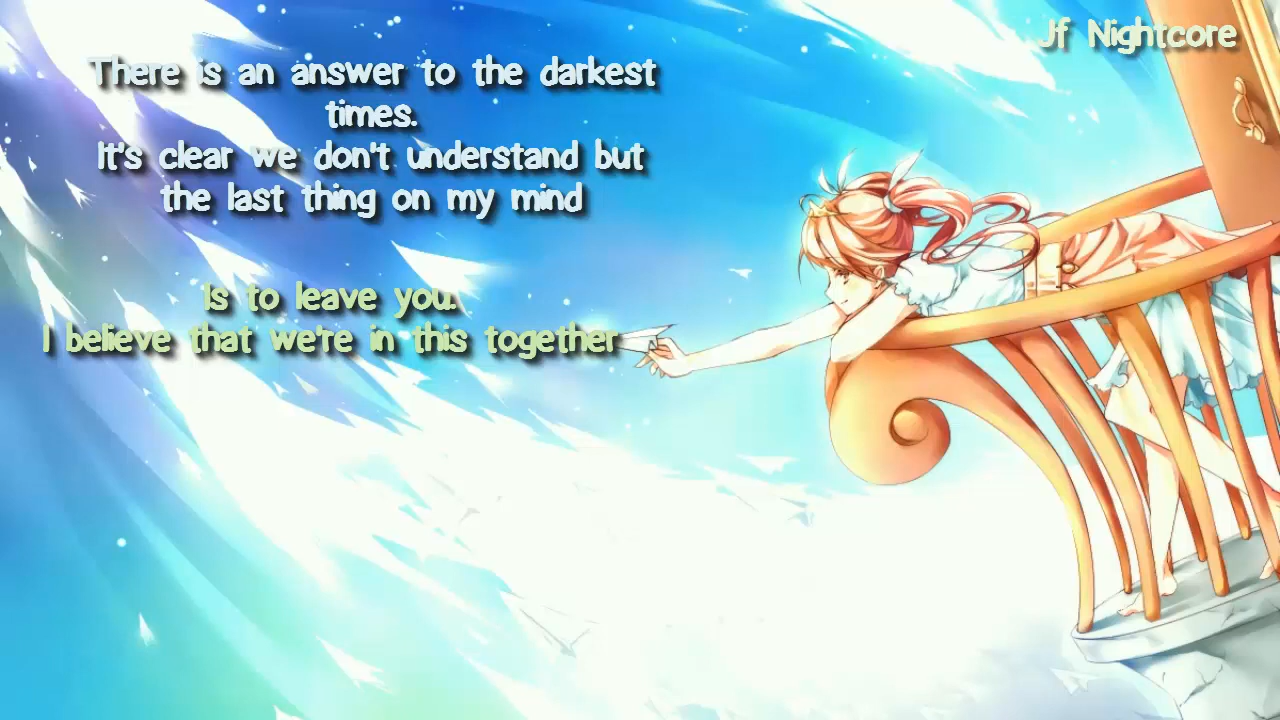 Jf Nightcore
There is an answer to the darkest
times.
It's clear we don't understand but
the last thing on my mind
Is to leave you.
I believe that we're in this together